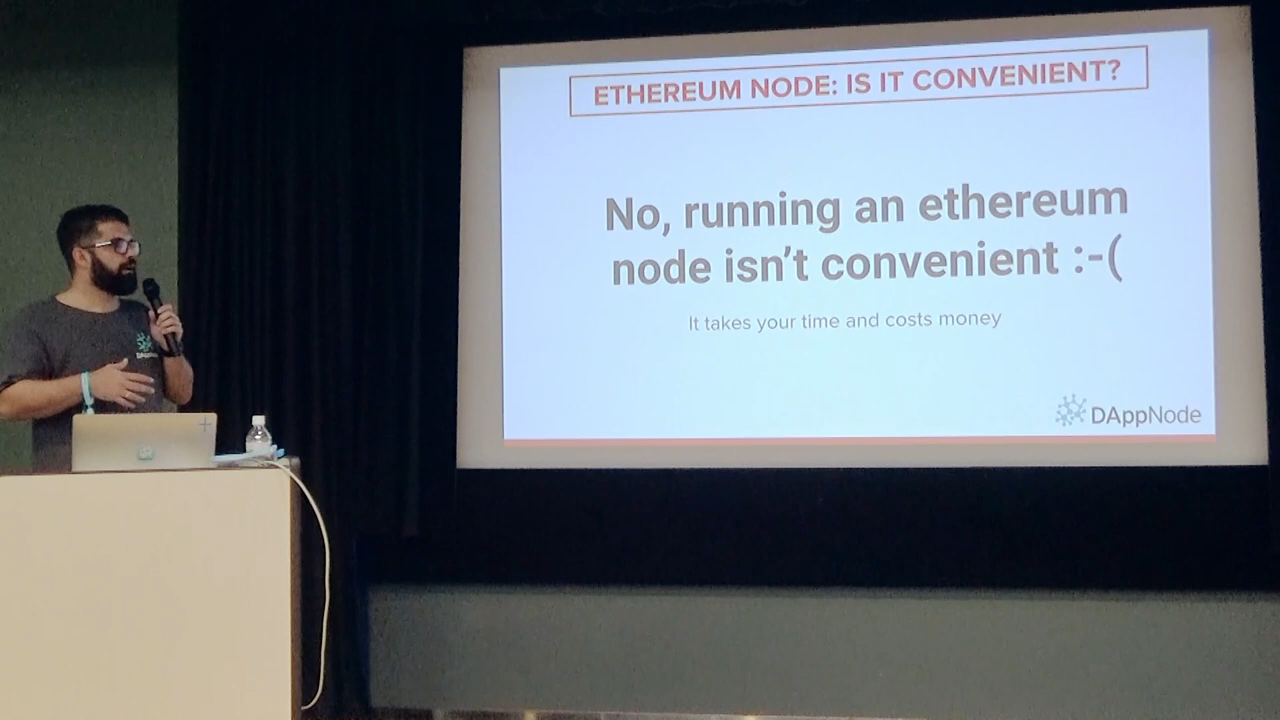 ETHEREUM NODE: IS IT CONVENIENT?
No, running an ethereum
node isn't convenient :-(
It takes your time and costs money
DAppNode